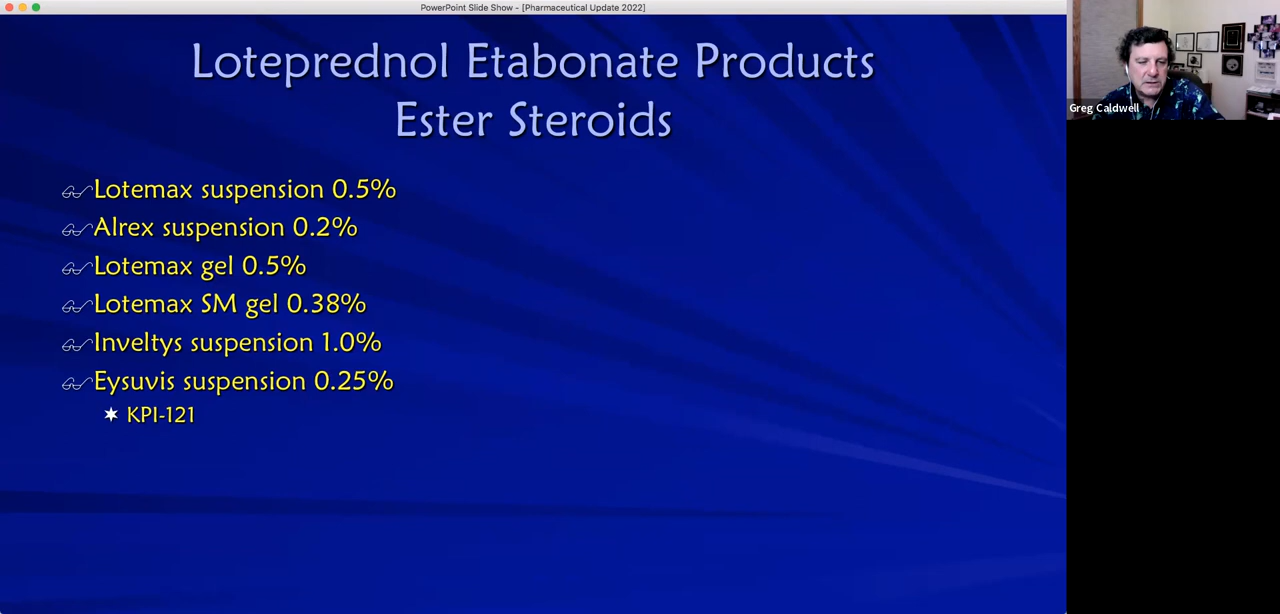 PowerPoint Slide Show - [Pharmaceutical Update 2022]
Loteprednol Etabonate Products
Ester Steroids
Lotemax suspension 0.5%
Alrex suspension 0.2%
Lotemax gel 0.5%
Lotemax SM gel 0.38%
Inveltys suspension 1.0%
Eysuvis suspension 0.25%
KPI-121
Greg Caldwell